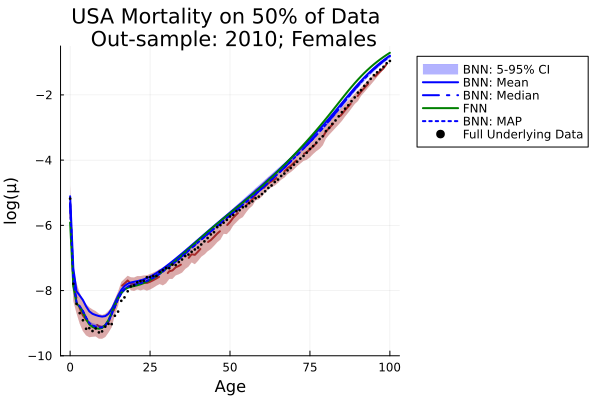 USA Mortality on 50% of Data
Out-sample: 2010; Females
BNN: 5-95% CI
BNN: Mean
BNN: Median
FNN
BNN: MAP
Full Underlying Data
log(μ)
−2
−4
−6
−8
−10
0
25
50
75
100
Age